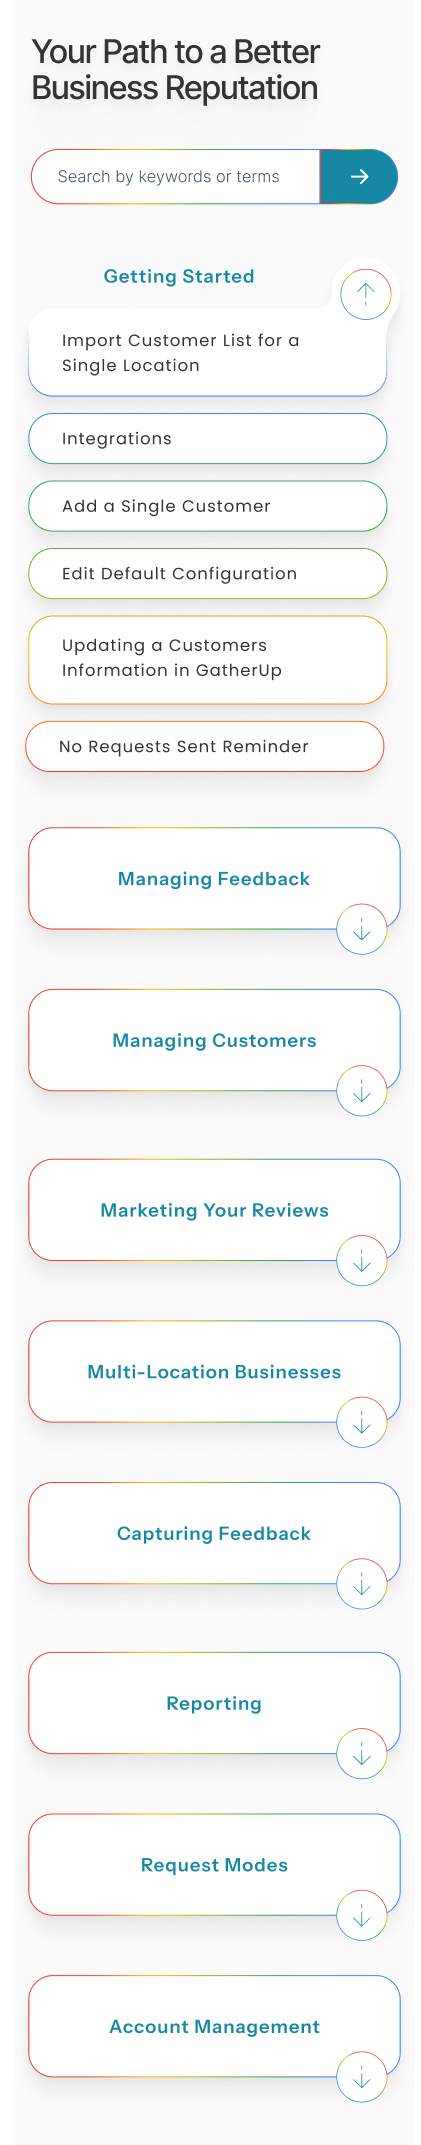 Your Path to a Better
Business Reputation
Search by keywords or terms
Getting Started
Import Customer List for a
Single Location
Integrations
Add a Single Customer
Edit Default Configuration
Updating a Customers
Information in GatherUp
No Requests Sent Reminder
Managing Feedback
Managing Customers
Marketing Your Reviews
Multi-Location Businesses
Capturing Feedback
Reporting
Request Modes
Account Management